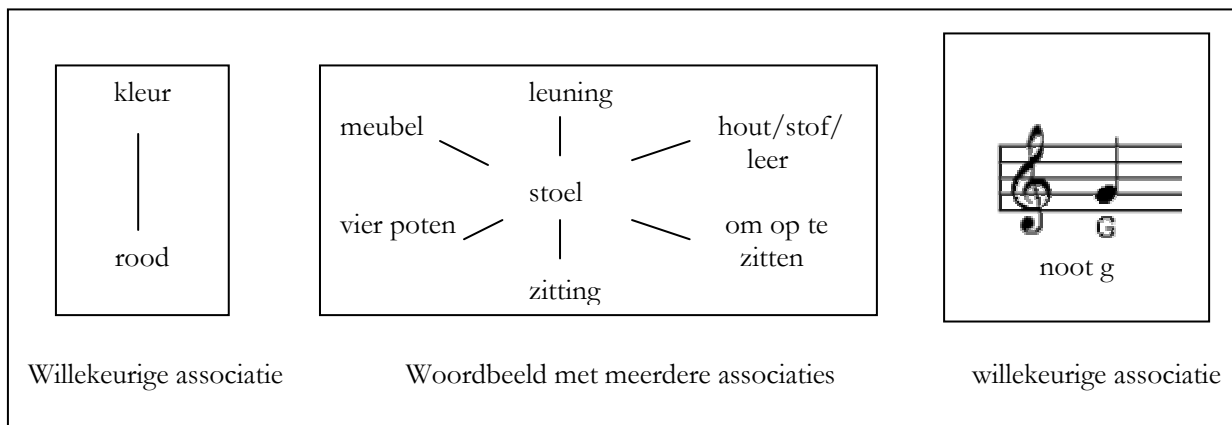 kleur
rood
leuning
meubel
hout/stof/
leer
stoel
vier poten
om op te
zitten
zitting
G
noot g
Willekeurige associatie
Woordbeeld met meerdere associaties
willekeurige associatie